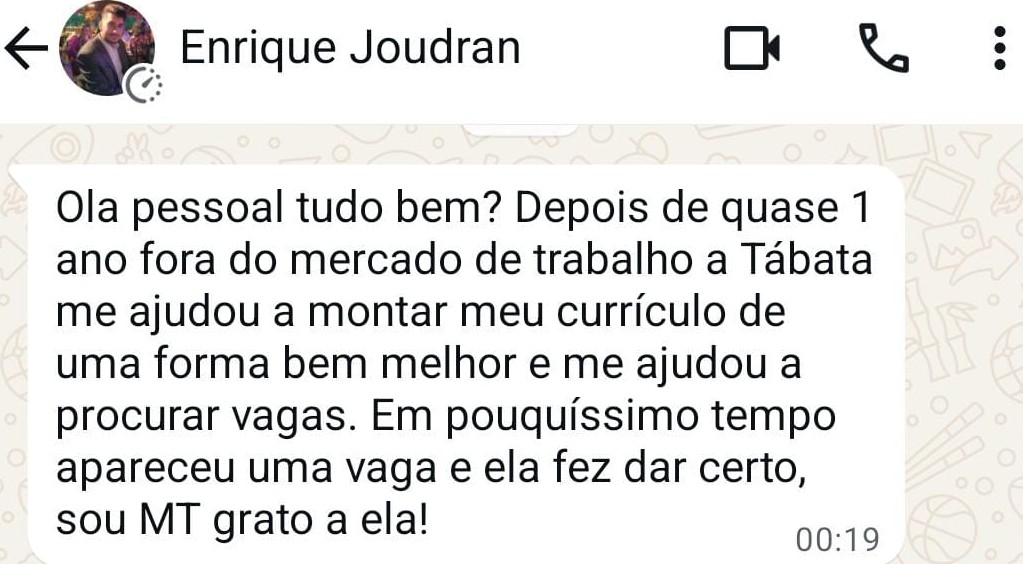 Enrique Joudran
Ola pessoal tudo bem? Depois de quase 1
ano fora do mercado de trabalho a Tábata
me ajudou a montar meu currículo de
uma forma bem melhor e me ajudou a
procurar vagas. Em pouquíssimo tempo
apareceu uma vaga e ela fez dar certo,
sou MT grato a ela!
00:19